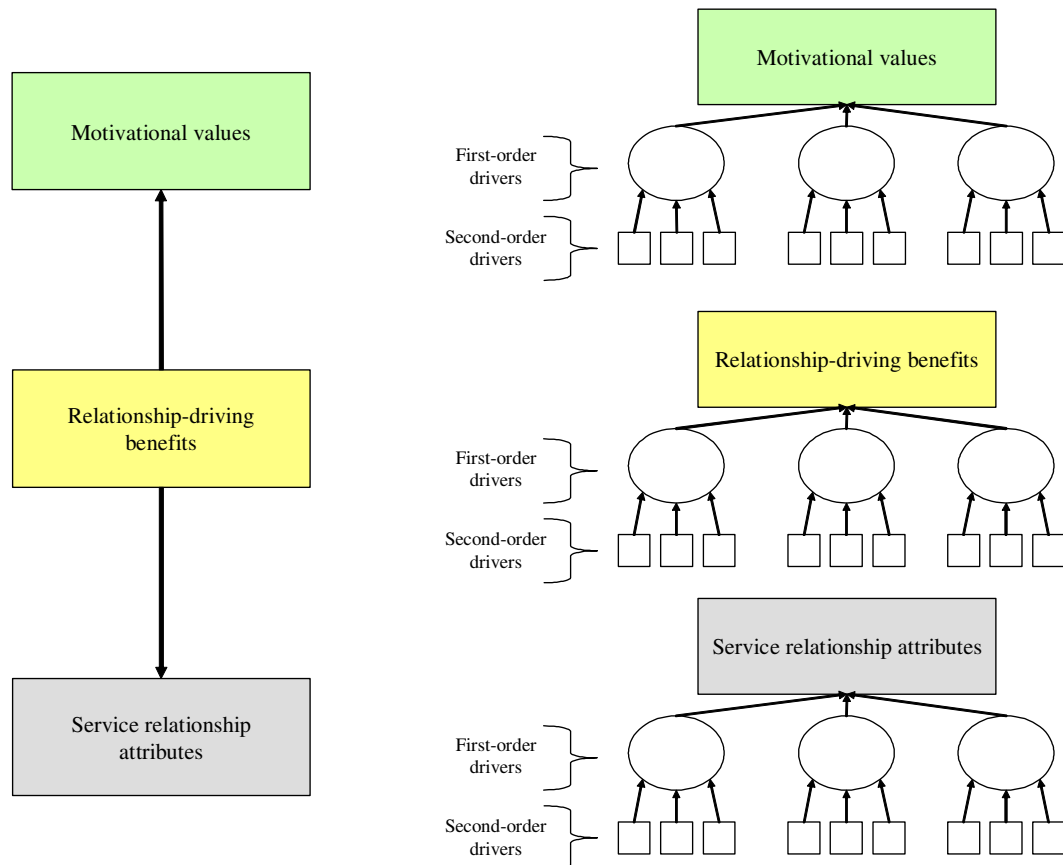 Motivational values
Relationship-driving
benefits
Service relationship
attributes
Motivational values
First-order
drivers
Second-order
drivers
Relationship-driving benefits
First-order
drivers
Second-order
drivers
Service relationship attributes
First-order
drivers
Second-order
drivers